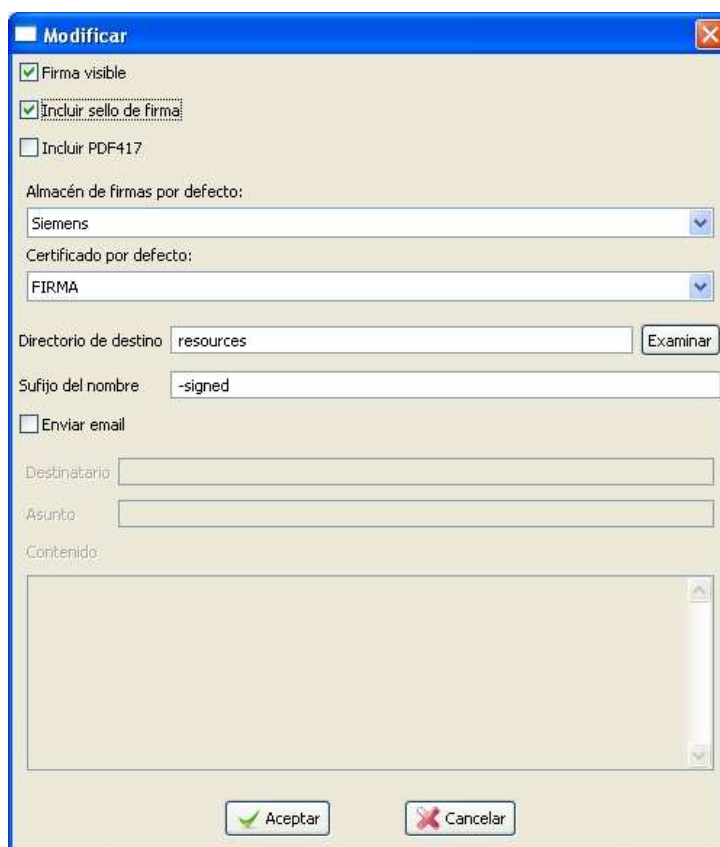 Modificar
Firma visible
Incluir sello de firma
Incluir PDF417
Almacén de firmas por defecto:
Siemens
Certificado por defecto:
FIRMA
Directorio de destino resources Examinar
Sufijo del nombre -signed
Enviar email
Destinatario
Asunto
Contenido
Aceptar Cancelar